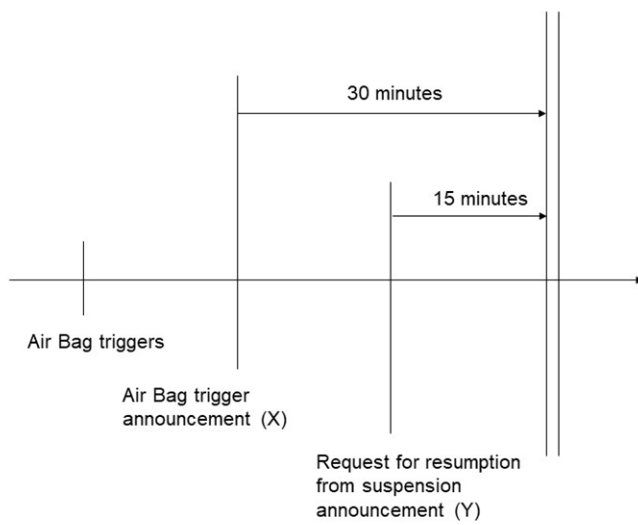 30 minutes
15 minutes
Air Bag triggers
Air Bag trigger
announcement (X)
Request for resumption
from suspension
announcement (Y)